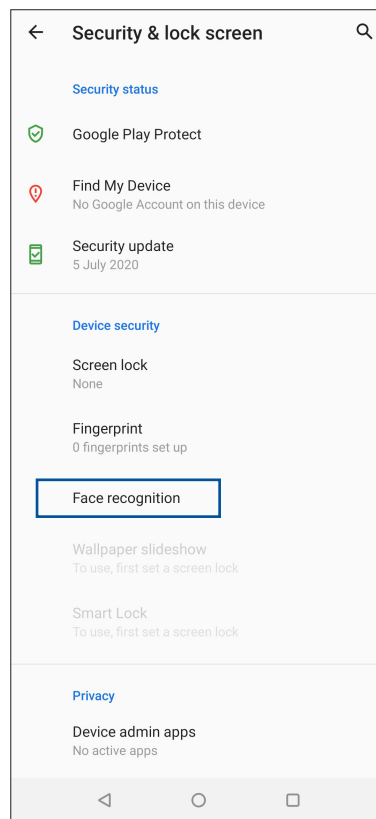 Security & lock screen
Security status
Google Play Protect
Find My Device
No Google Account on this device
Security update
5 July 2020
Device security
Screen lock
None
Fingerprint
0 fingerprints set up
Face recognition
Wallpaper slideshow
To use, first set a screen lock
Smart Lock
To use, first set a screen lock
Privacy
Device admin apps
No active apps